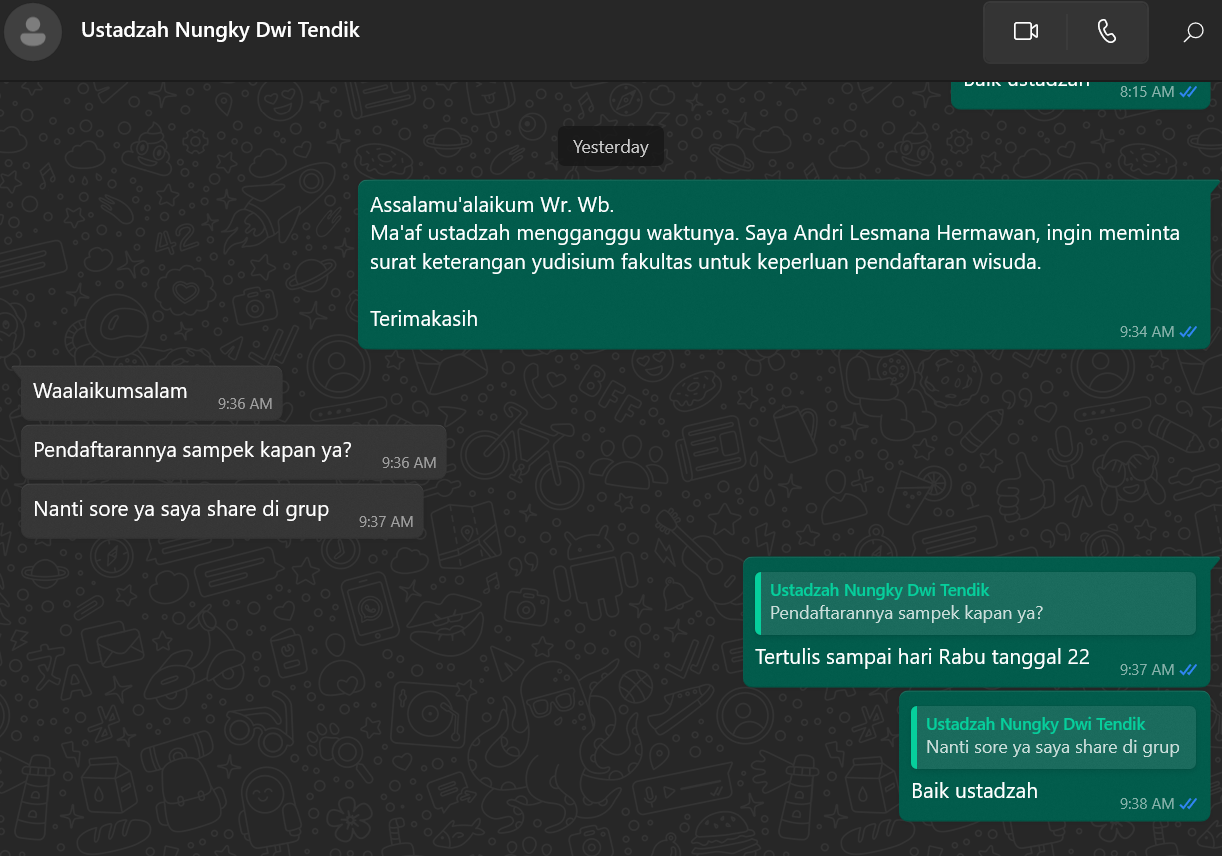 Ustadzah Nungky Dwi Tendik
Baik ustadzah
8:15 AM
Yesterday
Assalamu'alaikum Wr. Wb.
Ma'af ustadzah mengganggu waktunya. Saya Andri Lesmana Hermawan, ingin meminta
surat keterangan yudisium fakultas untuk keperluan pendaftaran wisuda.
Terimakasih
9:34 AM
Waalaikumsalam
9:36 AM
Pendaftarannya sampek kapan ya?
9:36 AM
Nanti sore ya saya share di grup
9:37 AM
Ustadzah Nungky Dwi Tendik
Pendaftarannya sampek kapan ya?
Tertulis sampai hari Rabu tanggal 22
9:37 AM
Ustadzah Nungky Dwi Tendik
Nanti sore ya saya share di grup
Baik ustadzah
9:38 AM